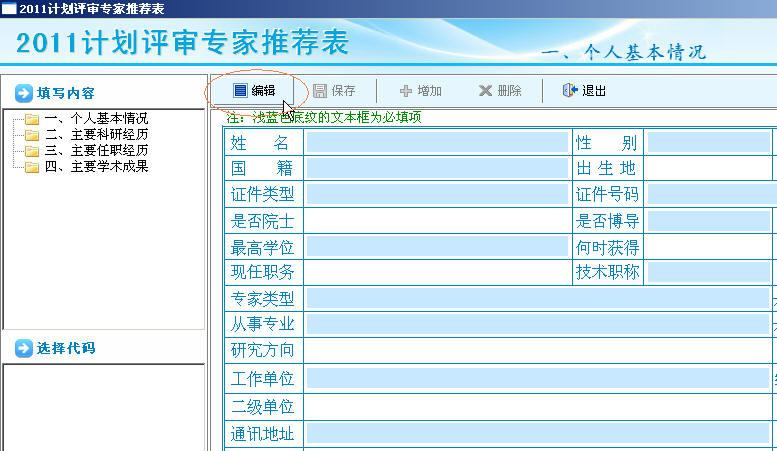 2011计划评审专家推荐表
2011计划评审专家推荐表
一、个人基本情况
填写内容
编辑 保存 增加 删除 退出
一、个人基本情况
二、主要科研经历
三、主要任职经历
四、主要学术成果
注：浅蓝色底纹的文本框为必填项
姓 名 性 别
国 籍 出 生 地
证件类型 证件号码
是否院士 是否博导
最高学位 何时获得
现任职务 技术职称
专家类型
从事专业
研究方向
选择代码
工作单位
二级单位
通讯地址